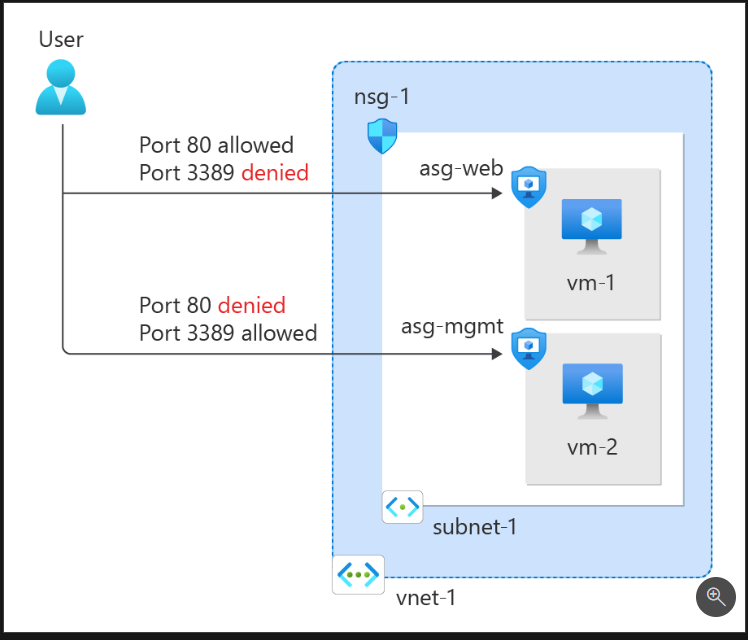 User
nsg-1
Port 80 allowed
Port 3389 denied
asg-web
vm-1
Port 80 denied
Port 3389 allowed
asg-mgmt
vm-2
subnet-1
vnet-1